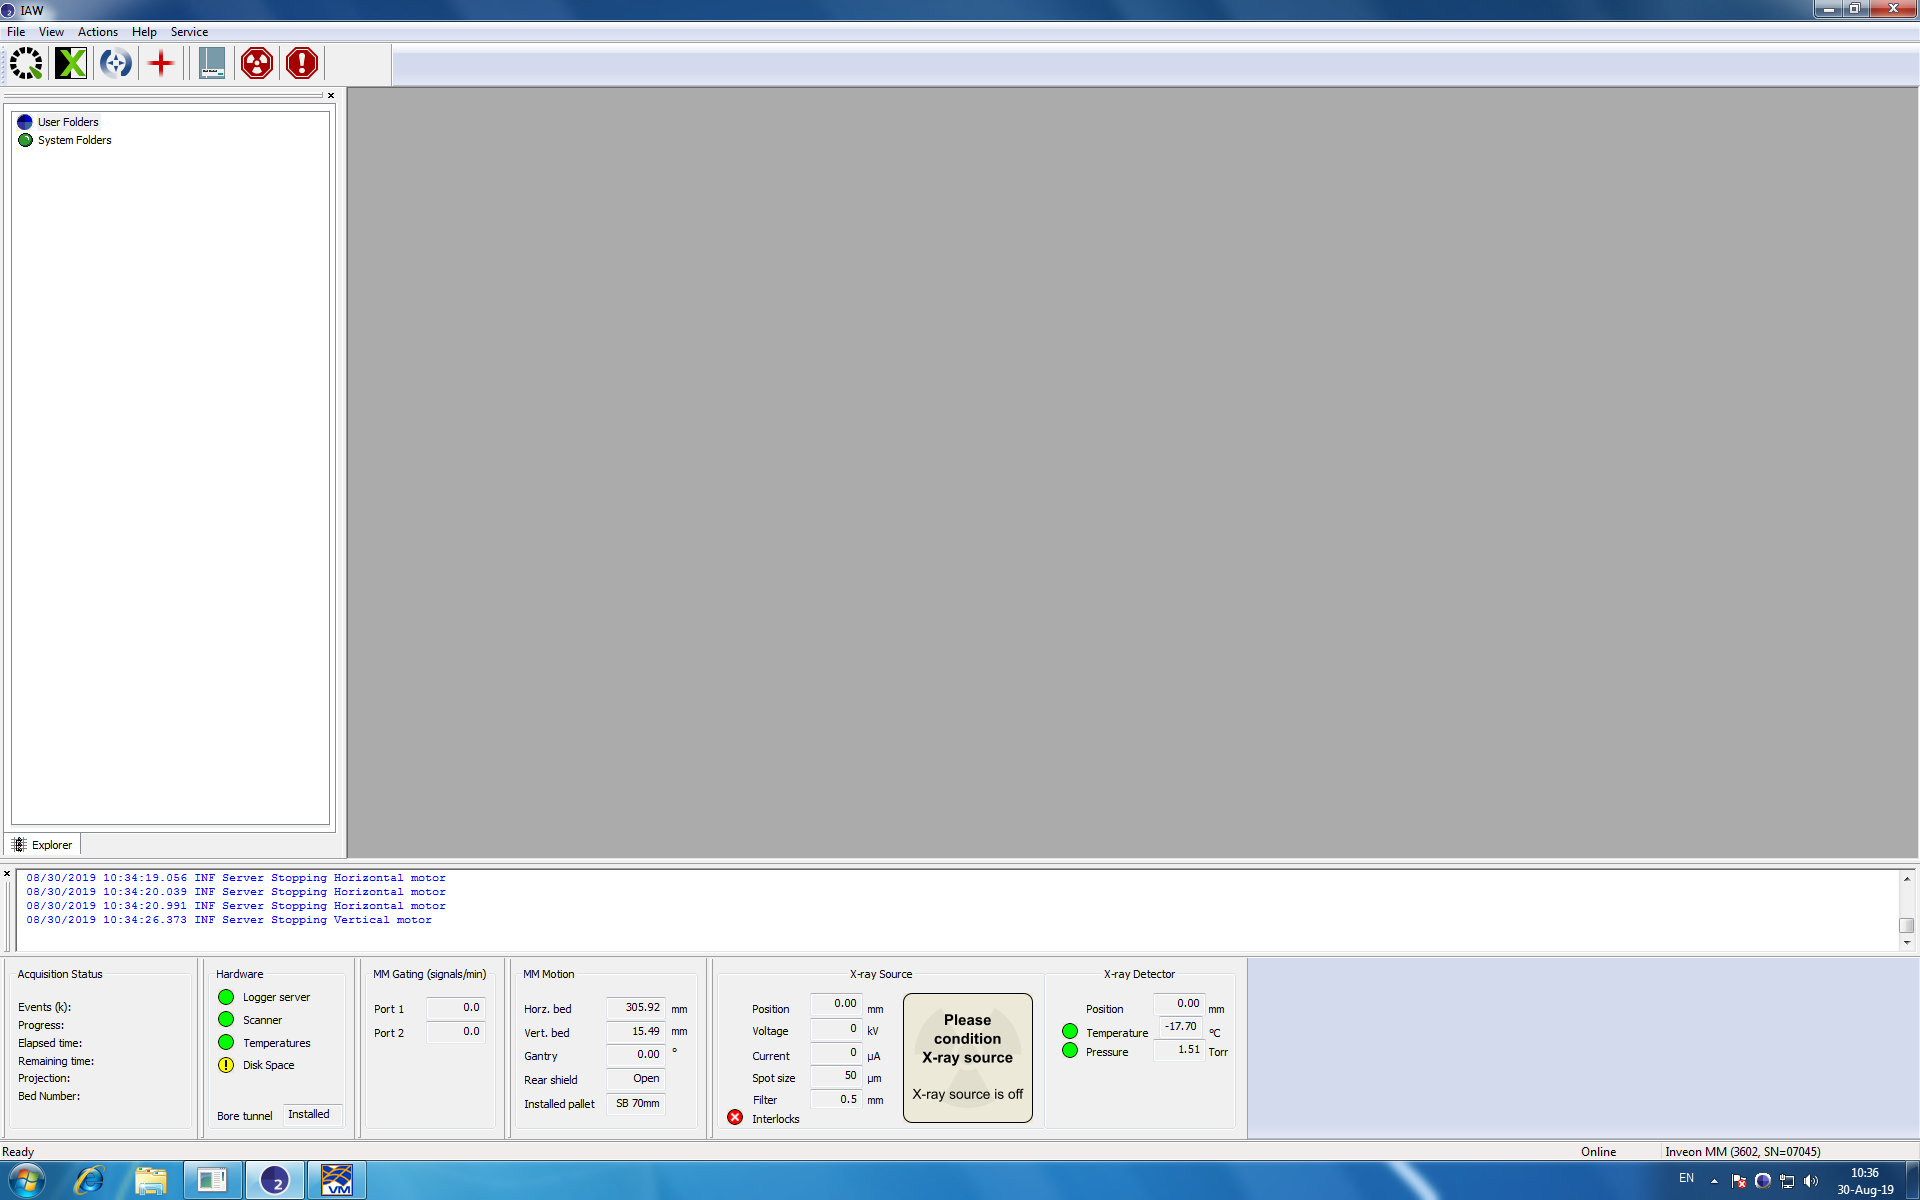 IAW
File View Actions Help Service
User Folders
System Folders
Explorer
08/30/2019 10:34:19.056 INF Server Stopping Horizontal motor
08/30/2019 10:34:20.039 INF Server Stopping Horizontal motor
08/30/2019 10:34:20.991 INF Server Stopping Horizontal motor
08/30/2019 10:34:26.373 INF Server Stopping Vertical motor
Acquisition Status
Events (k):
Progress:
Elapsed time:
Remaining time:
Projection:
Bed Number:
Hardware
Logger server
Scanner
Temperatures
Disk Space
Bore tunnel Installed
MM Gating (signals/min)
Port 1 0.0
Port 2 0.0
MM Motion
Horz. bed 305.92 mm
Vert. bed 15.49 mm
Gantry 0.00 °
Rear shield Open
Installed pallet SB 70mm
X-ray Source
Position 0.00 mm
Voltage 0 kV
Current 0 µA
Spot size 50 µm
Filter 0.5 mm
Interlocks
Please
condition
X-ray source
X-ray source is off
X-ray Detector
Position 0.00 mm
Temperature -17.70 ºC
Pressure 1.51 Torr
Ready
Online
Inveon MM (3602, SN=07045)
2
VM
EN
10:36
30-Aug-19